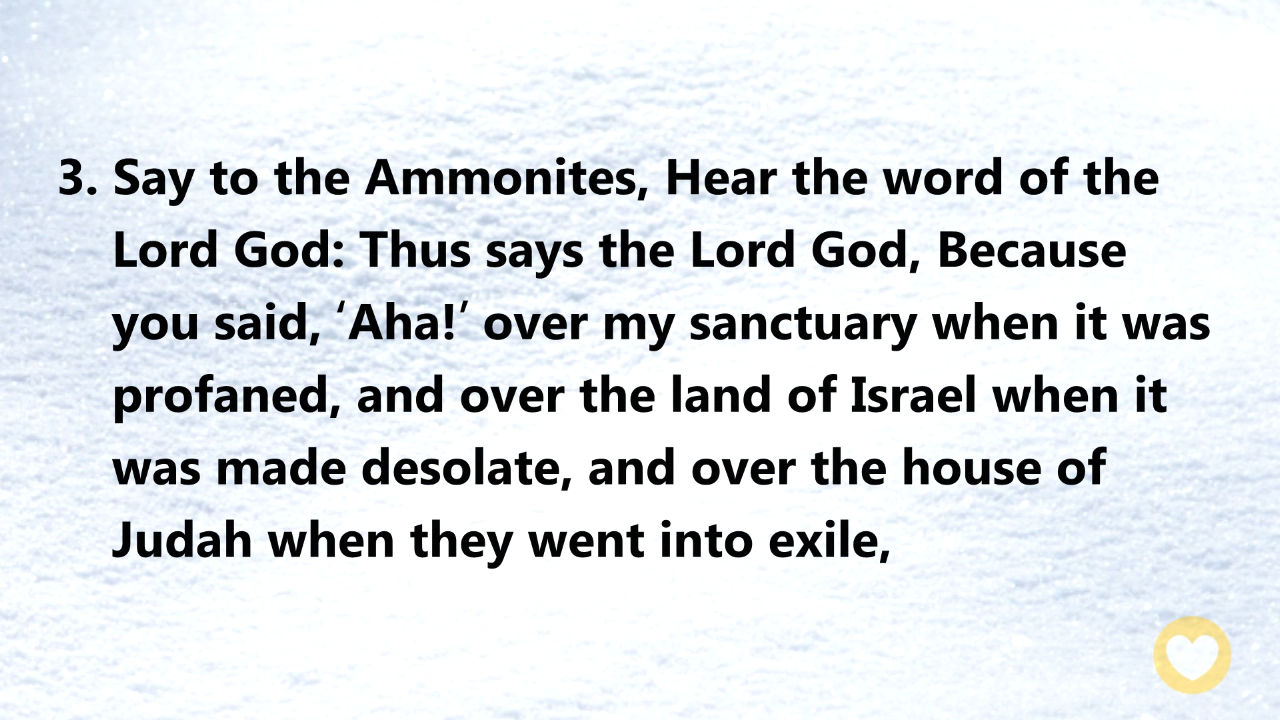 3. Say to the Ammonites, Hear the word of the
Lord God: Thus says the Lord God, Because
you said, ‘Aha!’ over my sanctuary when it was
profaned, and over the land of Israel when it
was made desolate, and over the house of
Judah when they went into exile,